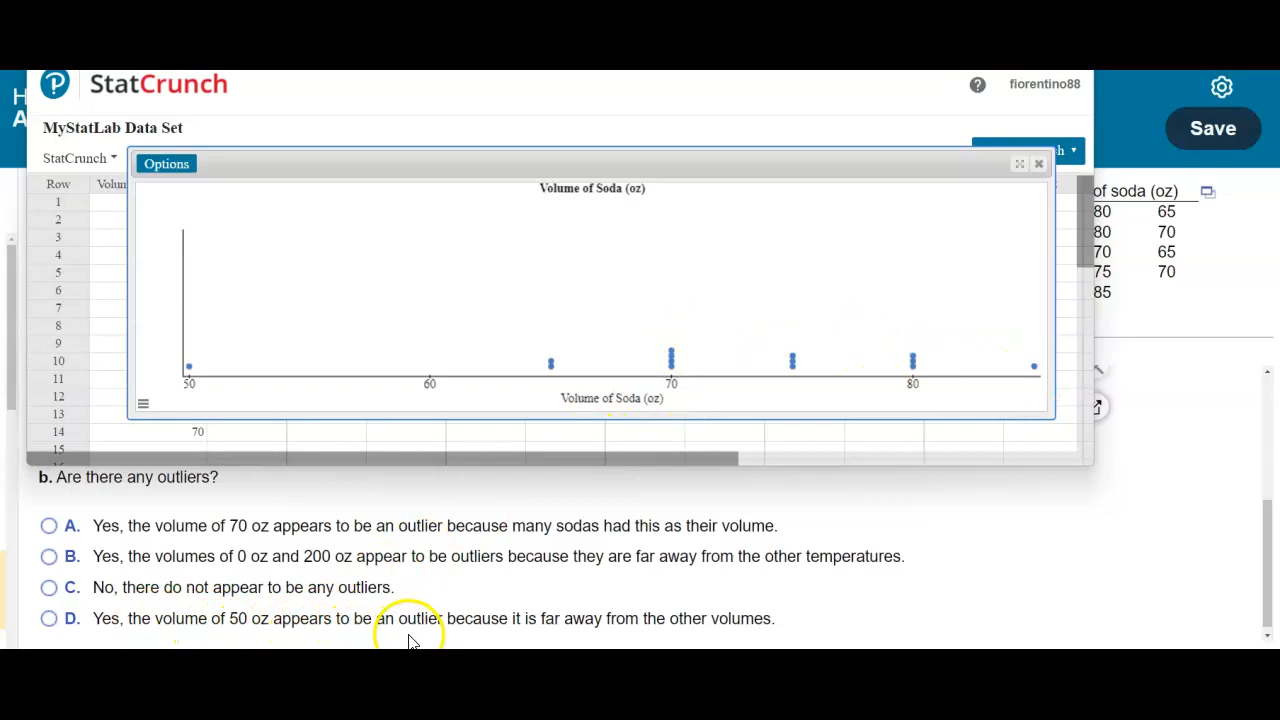 StatCrunch
fiorentino88
H
A
Save
MyStatLab Data Set
StatCrunch
h
Options
Volume of Soda (oz)
Row Volum
1
2
3
4
5
6
7
8
9
10
11
12
13
14 70
15
50 60 70 80
Volume of Soda (oz)
of soda (oz)
80 65
80 70
70 65
75 70
85
b. Are there any outliers?
A. Yes, the volume of 70 oz appears to be an outlier because many sodas had this as their volume.
B. Yes, the volumes of 0 oz and 200 oz appear to be outliers because they are far away from the other temperatures.
C. No, there do not appear to be any outliers.
D. Yes, the volume of 50 oz appears to be an outlier because it is far away from the other volumes.